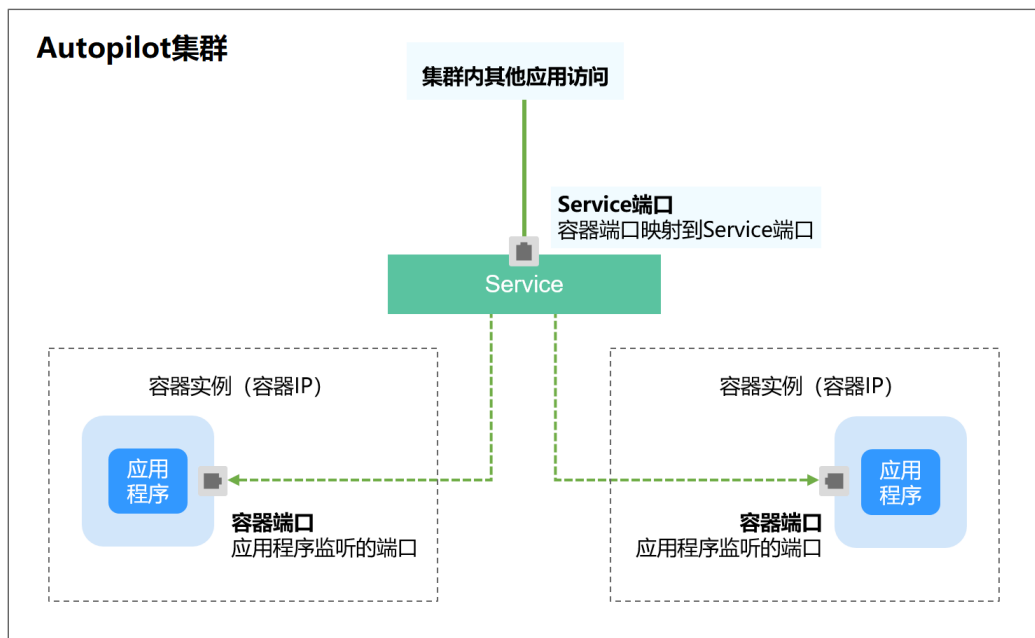 Autopilot集群
集群内其他应用访问
Service端口
容器端口映射到Service端口
Service
容器实例（容器IP）
应用
程序
容器端口
应用程序监听的端口
容器实例（容器IP）
应用
程序
容器端口
应用程序监听的端口